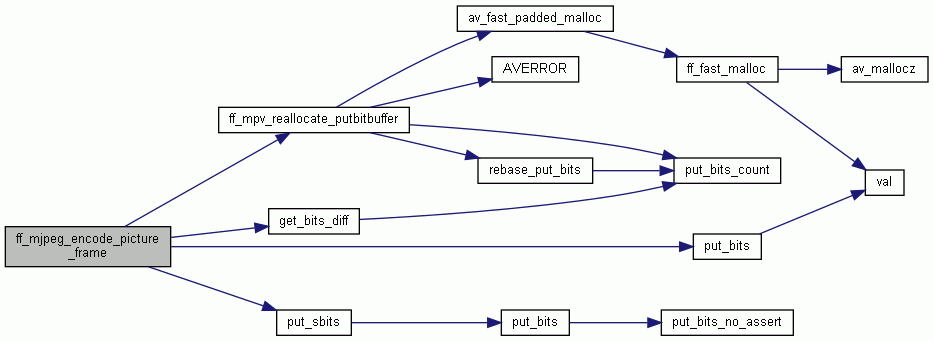 av_fast_padded_malloc
AVERROR
ff_fast_malloc
av_mallocz
ff_mpv_reallocate_putbitbuffer
rebase_put_bits
put_bits_count
val
get_bits_diff
ff_mjpeg_encode_picture
_frame
put_bits
put_sbits
put_bits
put_bits_no_assert